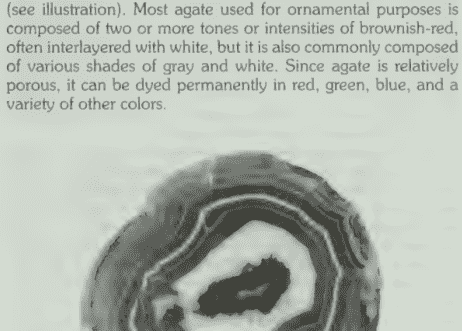 (see illustration). Most agate used for ornamental purposes is
composed of two or more tones or intensities of brownish-red,
often interlayered with white, but it is also commonly composed
of various shades of gray and white. Since agate is relatively
porous, it can be dyed permanently in red, green, blue, and a
variety of other colors.